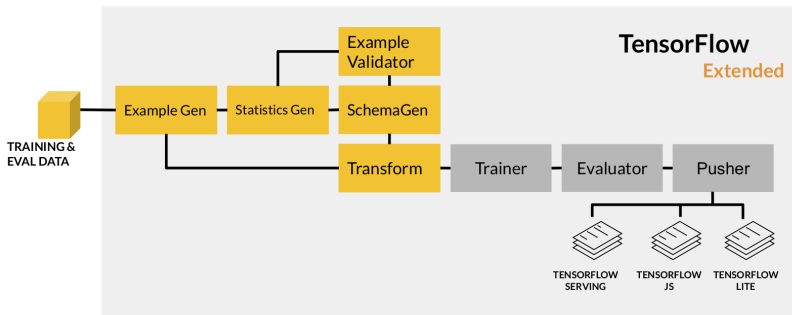 TensorFlow
Extended
Example
Validator
TRAINING &
EVAL DATA
Example Gen
Statistics Gen
SchemaGen
Transform
Trainer
Evaluator
Pusher
TENSORFLOW
SERVING
TENSORFLOW
JS
TENSORFLOW
LITE